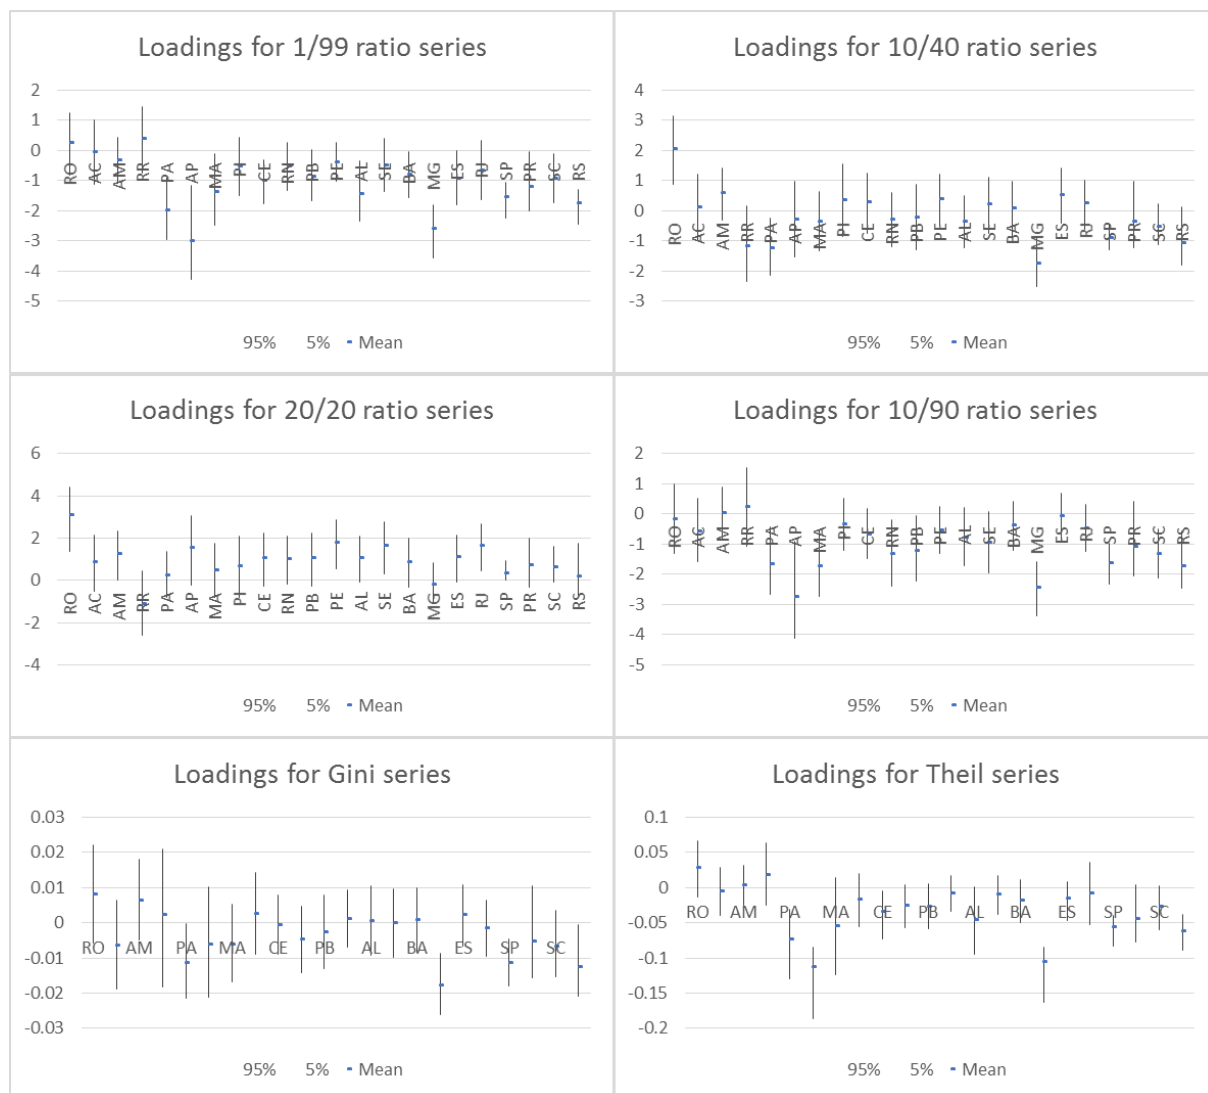 Loadings for 1/99 ratio series
2
1
0
-1
-2
-3
-4
-5
RO AC AM RR PA AP MA PI CE RN PB PE AL SE BA MG ES RJ SP PR SC RS
95% 5% Mean
Loadings for 10/40 ratio series
4
3
2
1
0
-1
-2
-3
RO AC AM RR PA AP MA PI CE RN PB PE AL SE BA MG ES RJ SP PR SC RS
95% 5% Mean
Loadings for 20/20 ratio series
6
4
2
0
-2
-4
RO AC AM RR PA AP MA PI CE RN PB PE AL SE BA MG ES RJ SP PR SC RS
95% 5% Mean
Loadings for 10/90 ratio series
2
1
0
-1
-2
-3
-4
-5
RO AC AM RR PA AP MA PI CE RN PB PE AL SE BA MG ES RJ SP PR SC RS
95% 5% Mean
Loadings for Gini series
0.03
0.02
0.01
0
-0.01
-0.02
-0.03
RO AM PA MA CE PB AL BA ES SP SC
95% 5% Mean
Loadings for Theil series
0.1
0.05
0
-0.05
-0.1
-0.15
-0.2
RO AM PA MA CE PB AL BA ES SP SC
95% 5% Mean